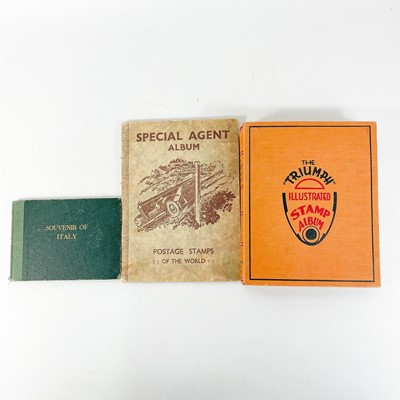 SOUVENIR OF
ITALY
SPECIAL AGENT
ALBUM
POSTAGE STAMPS
:: OF THE WORLD ::
THE
"TRIUMPH"
ILLUSTRATED
STAMP
ALBUM